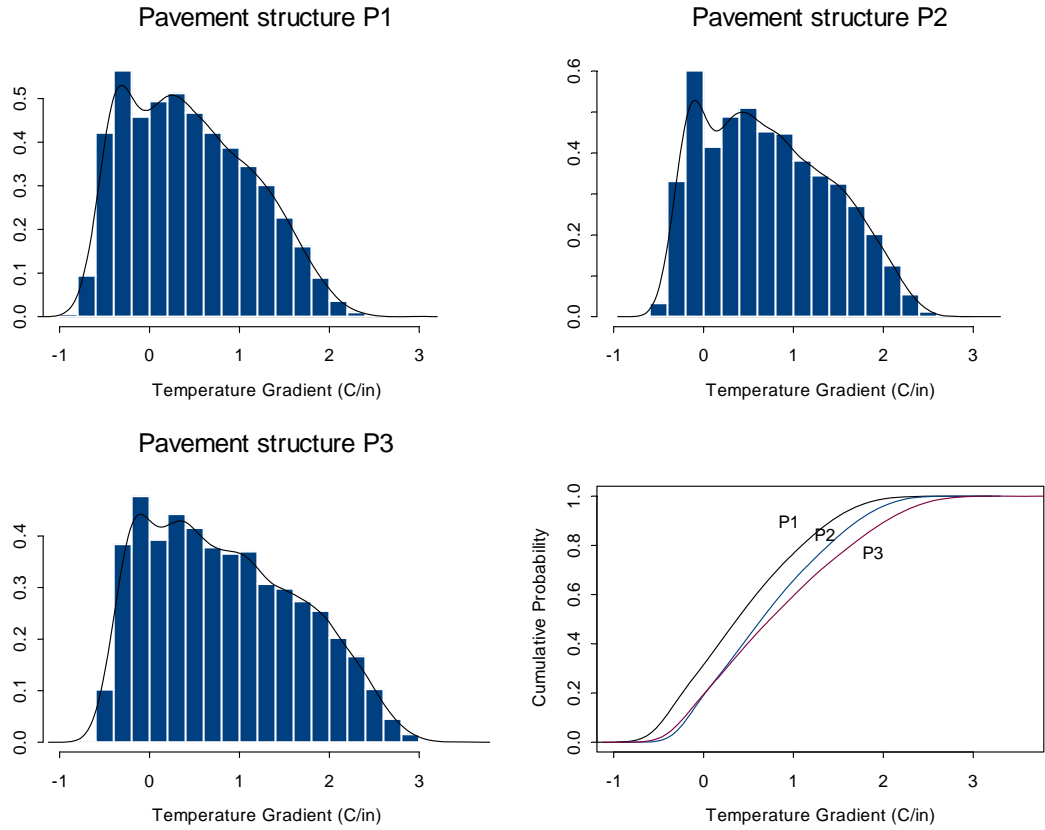 Pavement structure P1
0.0 0.1 0.2 0.3 0.4 0.5
-1 0 1 2 3
Temperature Gradient (C/in)
Pavement structure P2
0.0 0.2 0.4 0.6
-1 0 1 2 3
Temperature Gradient (C/in)
Pavement structure P3
0.0 0.1 0.2 0.3 0.4
-1 0 1 2 3
Temperature Gradient (C/in)
Cumulative Probability
0.0 0.2 0.4 0.6 0.8 1.0
P1
P2
P3
-1 0 1 2 3
Temperature Gradient (C/in)